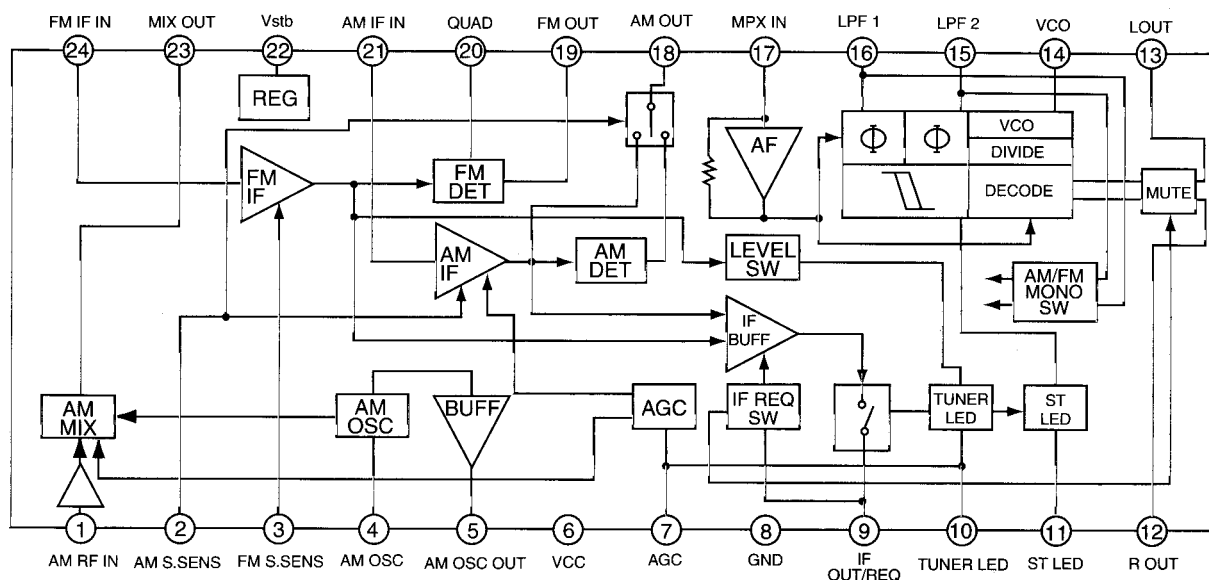 FM IF IN
MIX OUT
Vstb
AM IF IN
QUAD
FM OUT
AM OUT
MPX IN
LPF 1
LPF 2
VCO
LOUT
24
23
22
21
20
19
18
17
16
15
14
13
REG
FM
IF
FM
DET
AF
Φ
Φ
VCO
DIVIDE
DECODE
MUTE
AM
IF
AM
DET
LEVEL
SW
AM/FM
MONO
SW
IF
BUFF
AM
MIX
AM
OSC
BUFF
AGC
IF REQ
SW
TUNER
LED
ST
LED
1
2
3
4
5
6
7
8
9
10
11
12
AM RF IN
AM S.SENS
FM S.SENS
AM OSC
AM OSC OUT
VCC
AGC
GND
IF
OUT/REQ
TUNER LED
ST LED
R OUT